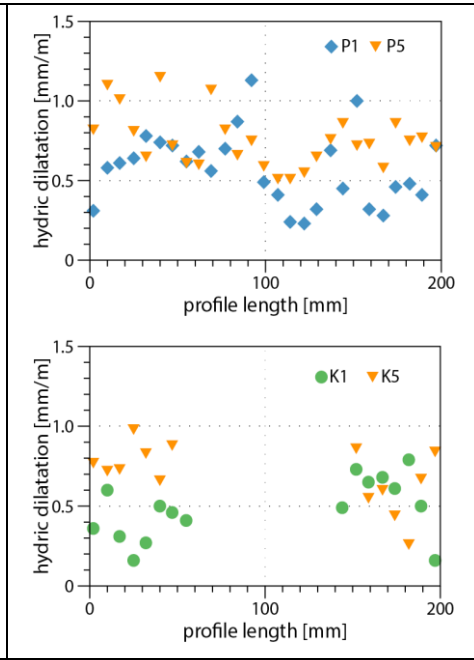 1.5
P1 P5
1.0
0.5
0
0 100 200
hydric dilatation [mm/m]
profile length [mm]
1.5
K1 K5
1.0
0.5
0
0 100 200
hydric dilatation [mm/m]
profile length [mm]